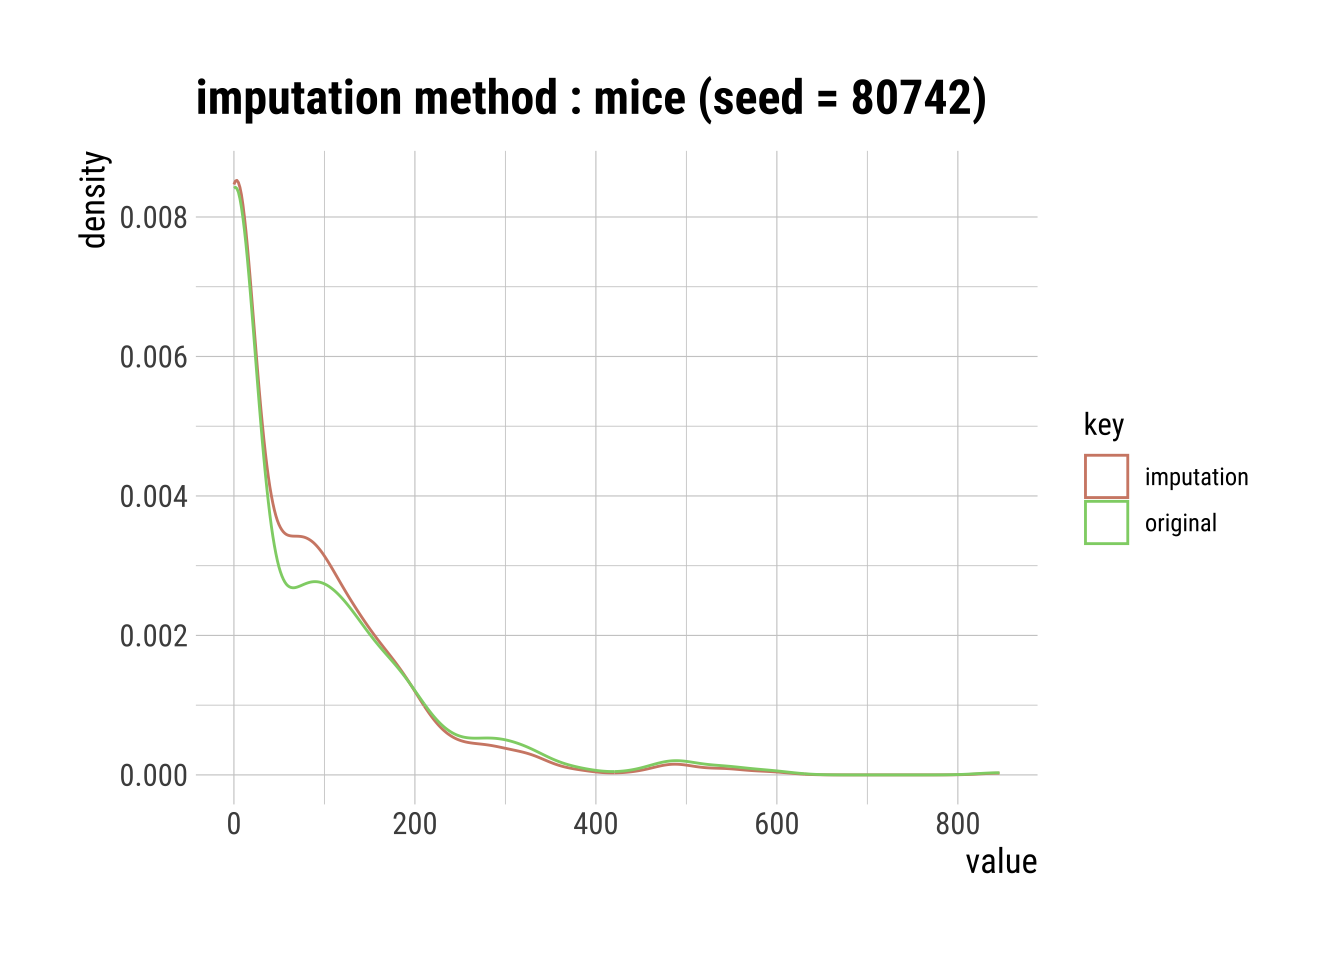 imputation method : mice (seed = 80742)
density
0.008
0.006
0.004
0.002
0.000
0 200 400 600 800
value
key
imputation
original